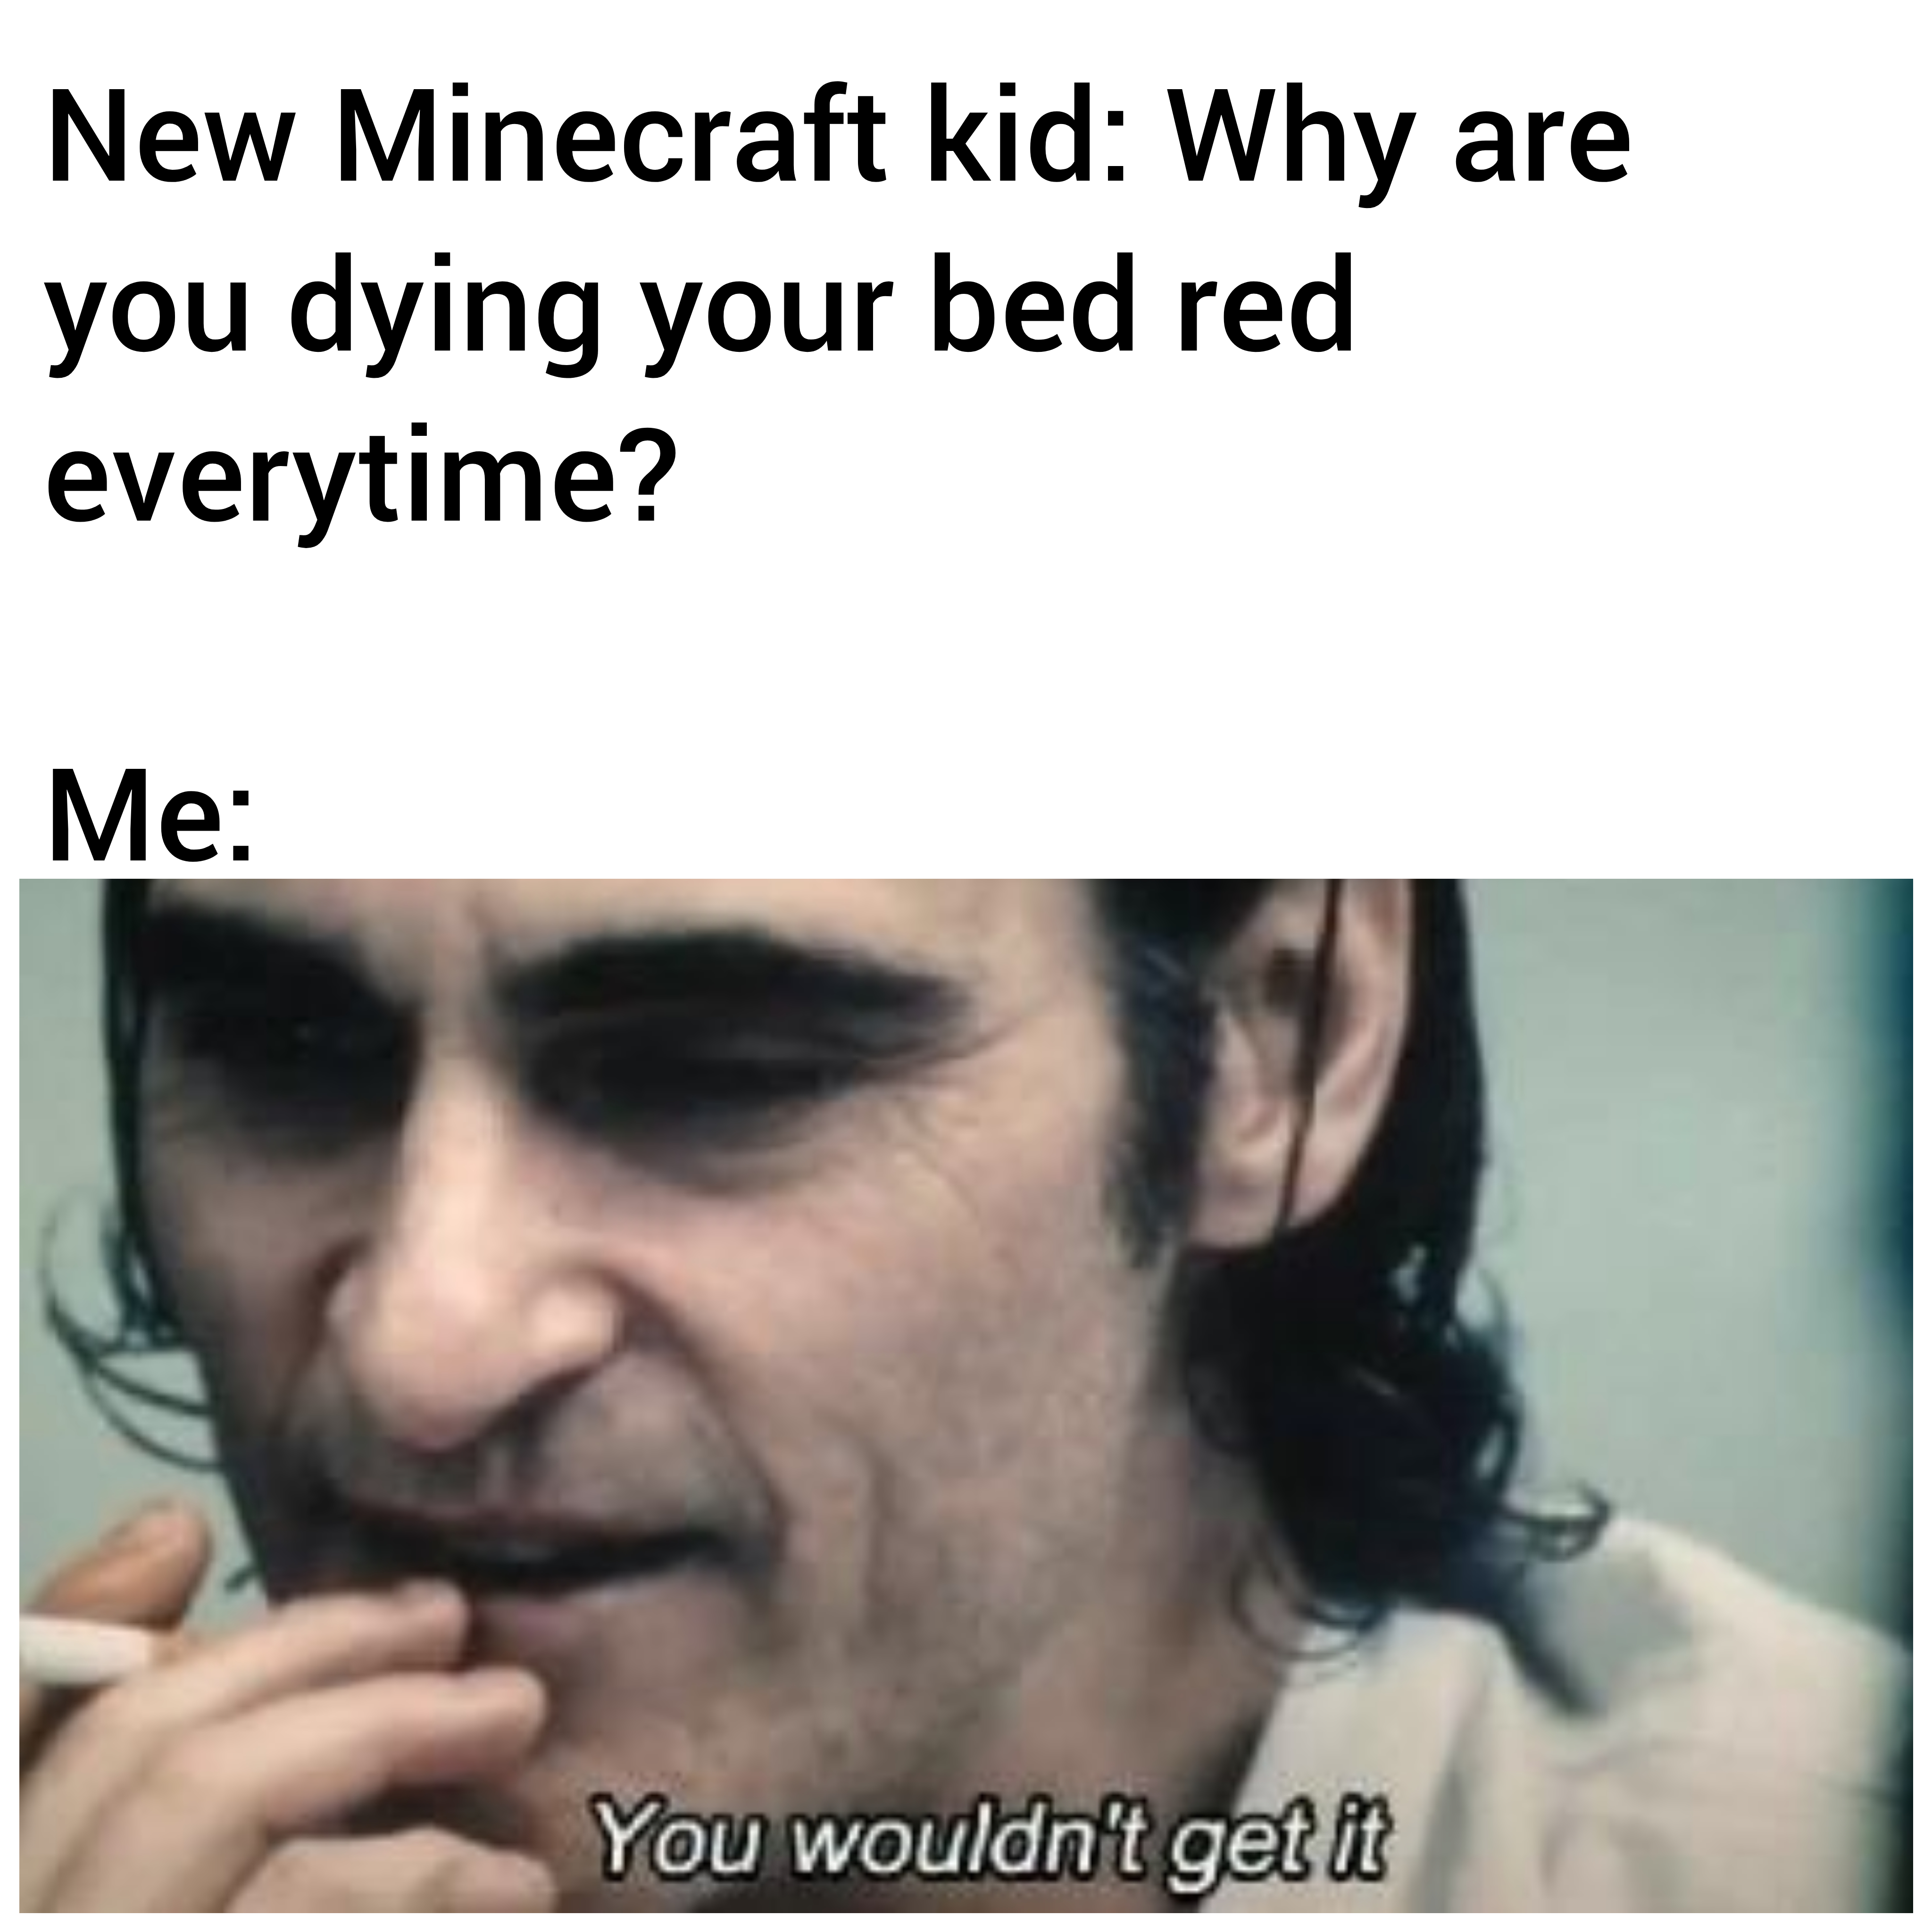 New Minecraft kid: Why are
you dying your bed red
everytime?
Me:
You wouldn't get it